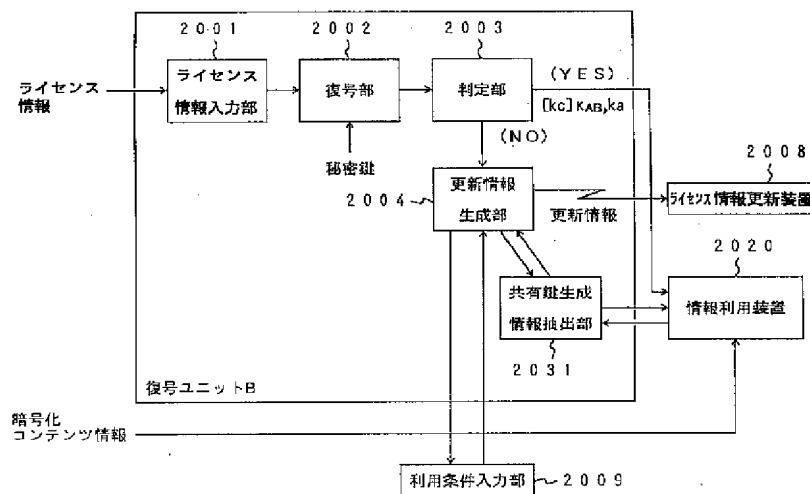 2001
2002
2003
ライセンス
情報
ライセンス
情報入力部
復号部
判定部
(YES)
[kc]KAB,ka
(NO)
秘密鍵
2004
更新情報
生成部
更新情報
2008
ライセンス情報更新装置
2020
共有鍵生成
情報抽出部
情報利用装置
2031
復号ユニットB
暗号化
コンテンツ情報
利用条件入力部
2009